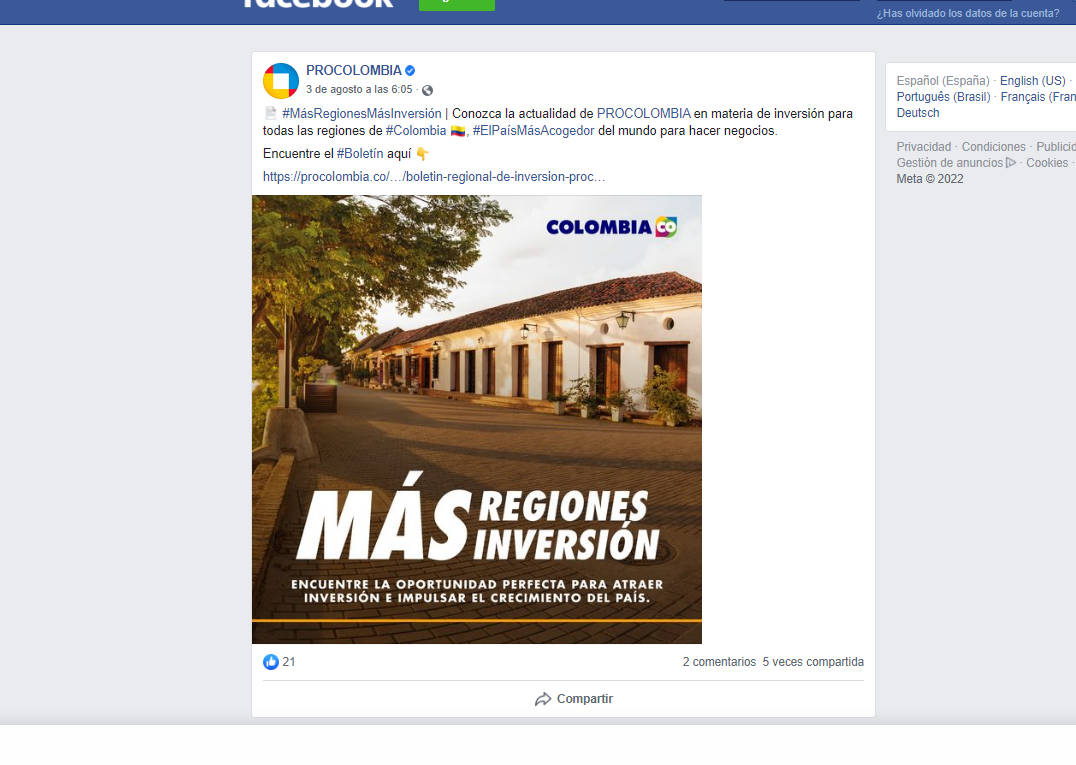 facebook
¿Has olvidado los datos de la cuenta?
PROCOLOMBIA
3 de agosto a las 6:05 ·
#MásRegionesMásInversión | Conozca la actualidad de PROCOLOMBIA en materia de inversión para
todas las regiones de #Colombia 🇨🇴, #ElPaísMásAcogedor del mundo para hacer negocios.
Encuentre el #Boletín aquí 👇
https://procolombia.co/…/boletin-regional-de-inversion-proc…
COLOMBIA CO
MÁS REGIONES
INVERSIÓN
ENCUENTRE LA OPORTUNIDAD PERFECTA PARA ATRAER
INVERSIÓN E IMPULSAR EL CRECIMIENTO DEL PAÍS.
21
2 comentarios 5 veces compartida
Compartir
Español (España) · English (US) ·
Português (Brasil) · Français (Fran
Deutsch
Privacidad · Condiciones · Publicid
Gestión de anuncios · Cookies ·
Meta © 2022